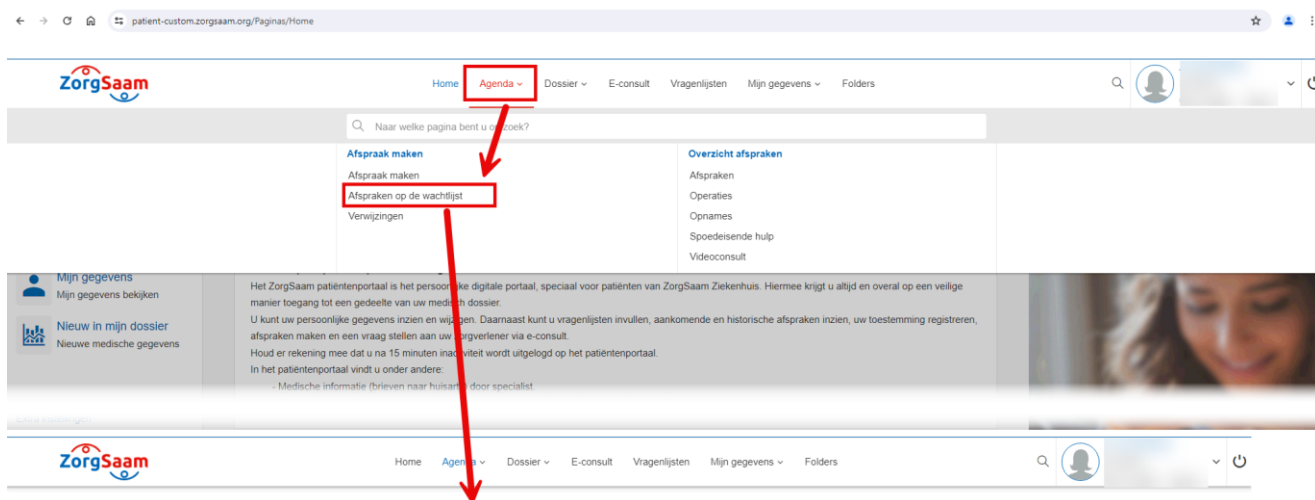 patient-custom.zorgsaam.org/Paginas/Home
ZorgSaam
Home Agenda Dossier E-consult Vragenlijsten Mijn gegevens Folders
Naar welke pagina bent u op zoek?
Afspraak maken
Afspraak maken
Afspraken op de wachtlijst
Verwijzingen
Overzicht afspraken
Afspraken
Operaties
Opnames
Spoedeisende hulp
Videoconsult
Mijn gegevens
Mijn gegevens bekijken
Nieuw in mijn dossier
Nieuwe medische gegevens
Het ZorgSaam patiëntenportaal is het persoonlijke digitale portaal, speciaal voor patiënten van ZorgSaam Ziekenhuis. Hiermee krijgt u altijd en overal op een veilige
manier toegang tot een gedeelte van uw medisch dossier.
U kunt uw persoonlijke gegevens inzien en wijzigen. Daarnaast kunt u vragenlijsten invullen, aankomende en historische afspraken inzien, uw toestemming registreren,
afspraken maken en een vraag stellen aan uw zorgverlener via e-consult.
Houd er rekening mee dat u na 15 minuten inactiviteit wordt uitgelogd op het patiëntenportaal.
In het patiëntenportaal vindt u onder andere:
- Medische informatie (brieven naar huisarts) door specialist.
ZorgSaam
Home Agenda Dossier E-consult Vragenlijsten Mijn gegevens Folders